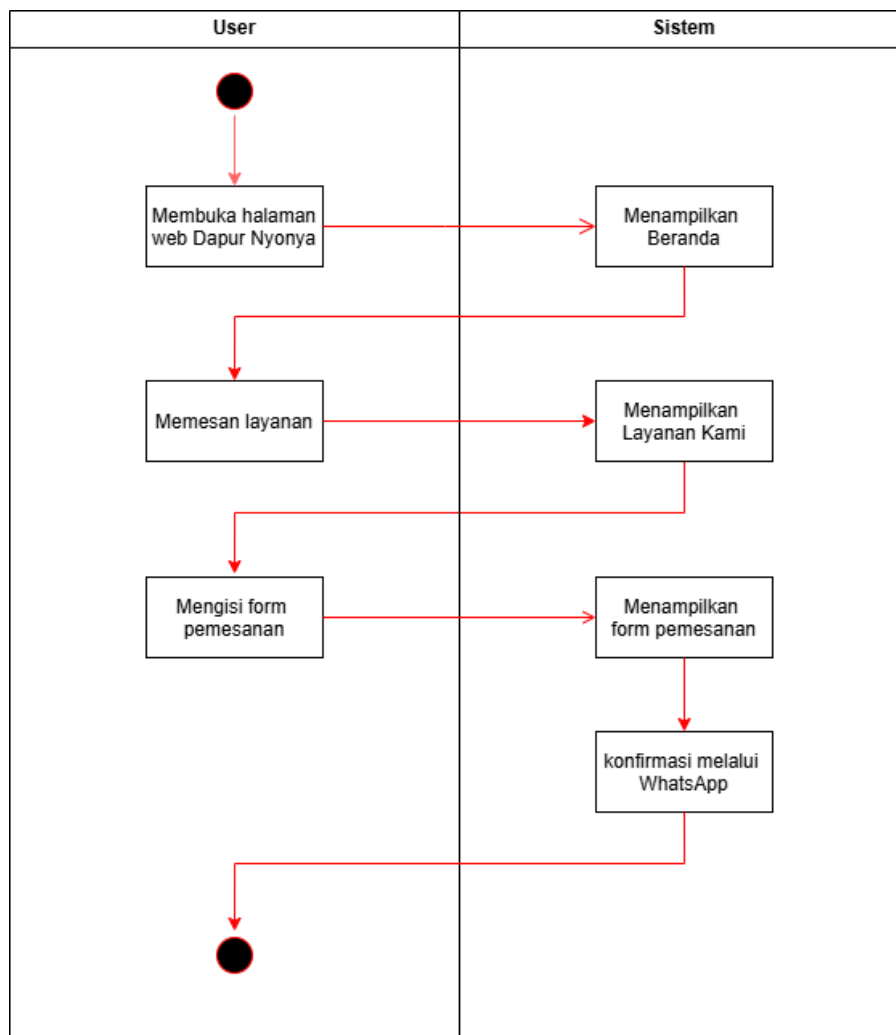 User
Sistem
Membuka halaman
web Dapur Nyonya
Menampilkan
Beranda
Memesan layanan
Menampilkan
Layanan Kami
Mengisi form
pemesanan
Menampilkan
form pemesanan
konfirmasi melalui
WhatsApp